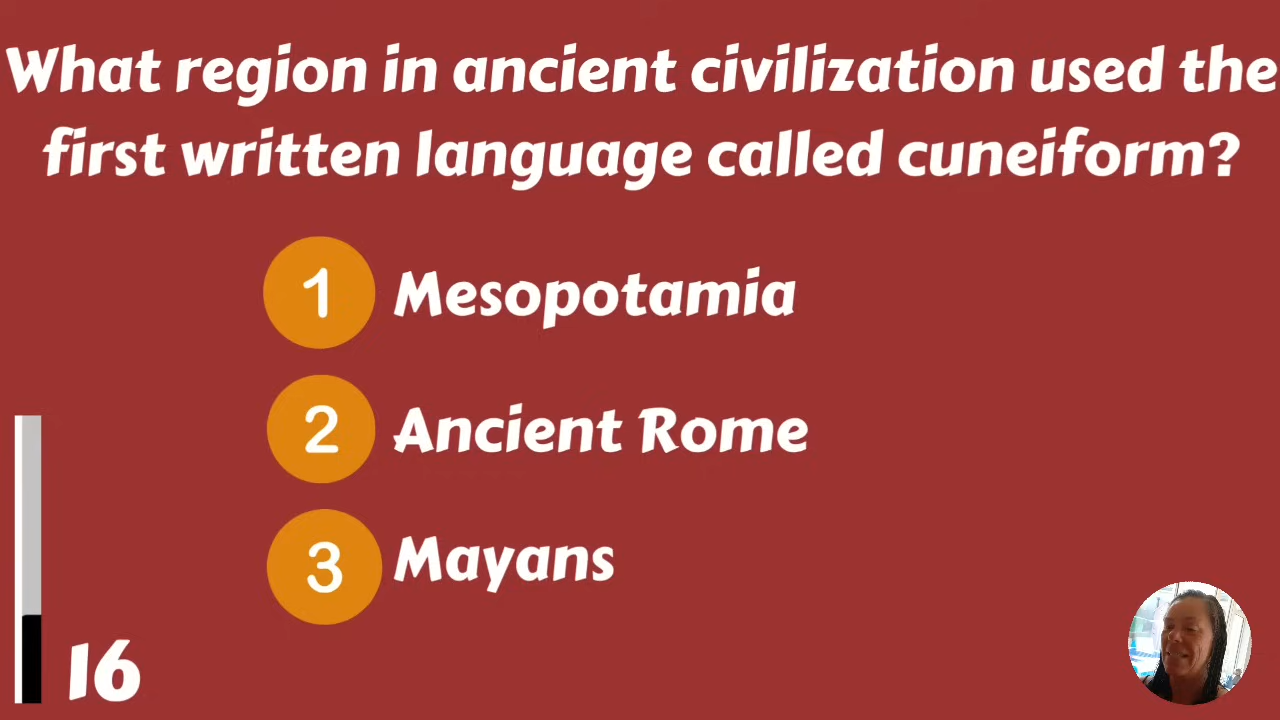 What region in ancient civilization used the
first written language called cuneiform?
1 Mesopotamia
2 Ancient Rome
3 Mayans
16